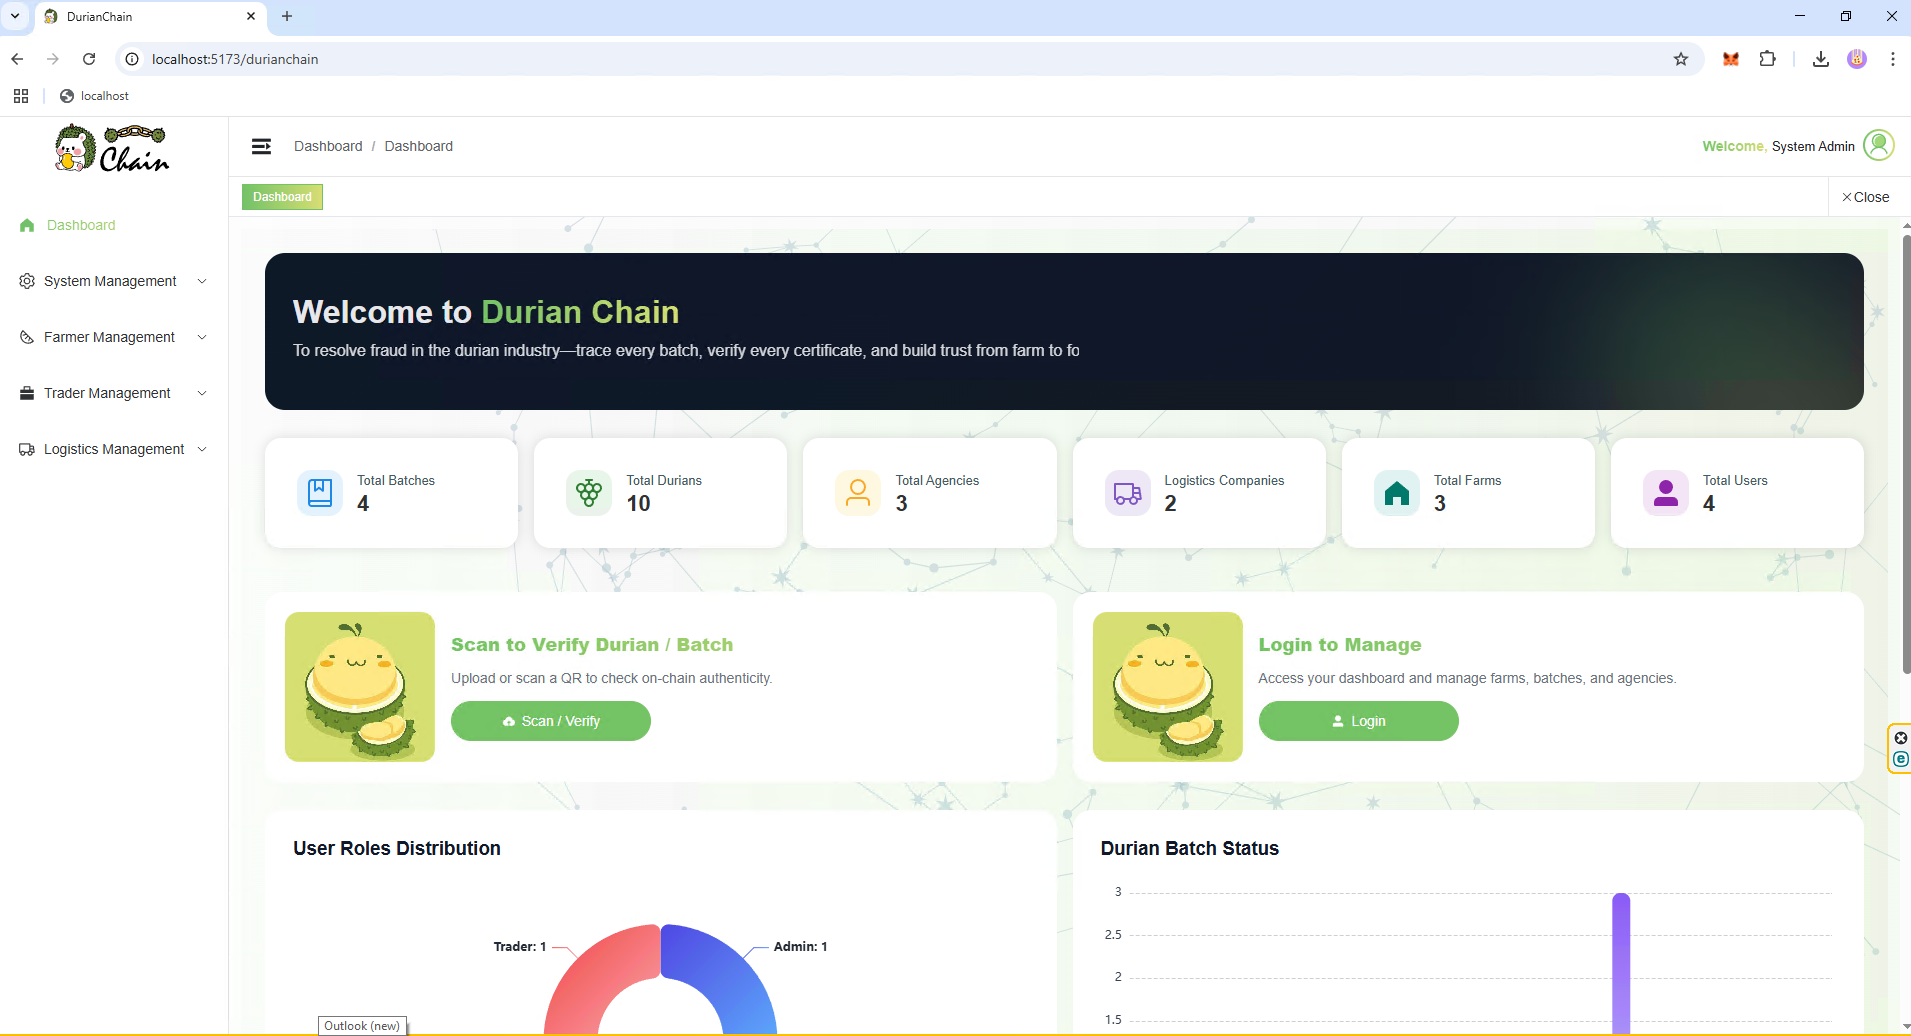 DurianChain
localhost:5173/durianchain
localhost
Chain
Dashboard / Dashboard
Welcome, System Admin
Dashboard
Close
Dashboard
System Management
Farmer Management
Trader Management
Logistics Management
Welcome to Durian Chain
To resolve fraud in the durian industry—trace every batch, verify every certificate, and build trust from farm to fo
Total Batches
4
Total Durians
10
Total Agencies
3
Logistics Companies
2
Total Farms
3
Total Users
4
Scan to Verify Durian / Batch
Upload or scan a QR to check on-chain authenticity.
Scan / Verify
Login to Manage
Access your dashboard and manage farms, batches, and agencies.
Login
User Roles Distribution
Trader: 1
Admin: 1
Durian Batch Status
3
2.5
2
1.5
Outlook (new)